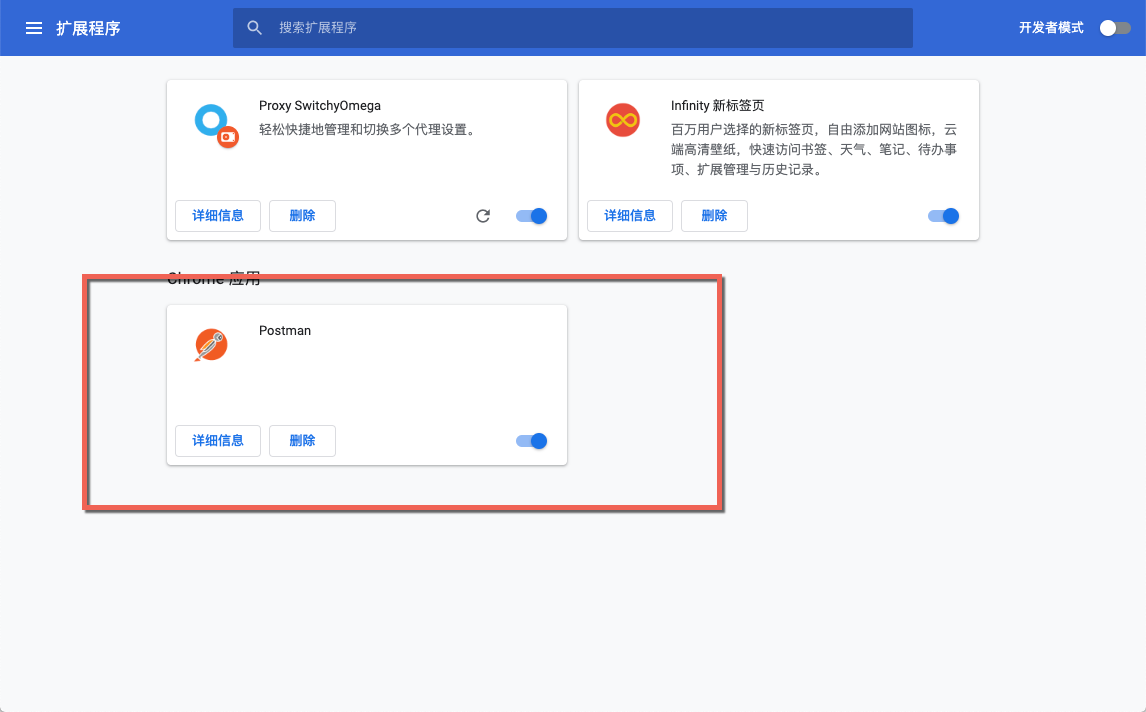 扩展程序
搜索扩展程序
开发者模式
Proxy SwitchyOmega
轻松快捷地管理和切换多个代理设置。
详细信息
删除
Infinity 新标签页
百万用户选择的新标签页，自由添加网站图标，云
端高清壁纸，快速访问书签、天气、笔记、待办事
项、扩展管理与历史记录。
详细信息
删除
Chrome 应用
Postman
详细信息
删除